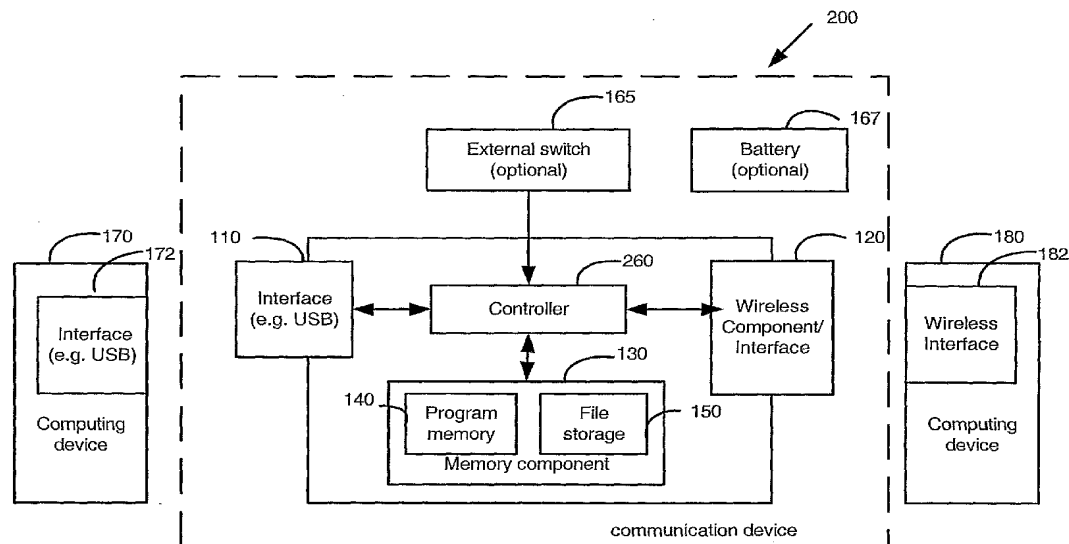 200
165
External switch
(optional)
167
Battery
(optional)
170
172
Interface
(e.g. USB)
Computing
device
110
Interface
(e.g. USB)
260
Controller
120
Wireless
Component/
Interface
130
140
Program
memory
File
storage
150
Memory component
180
182
Wireless
Interface
Computing
device
communication device